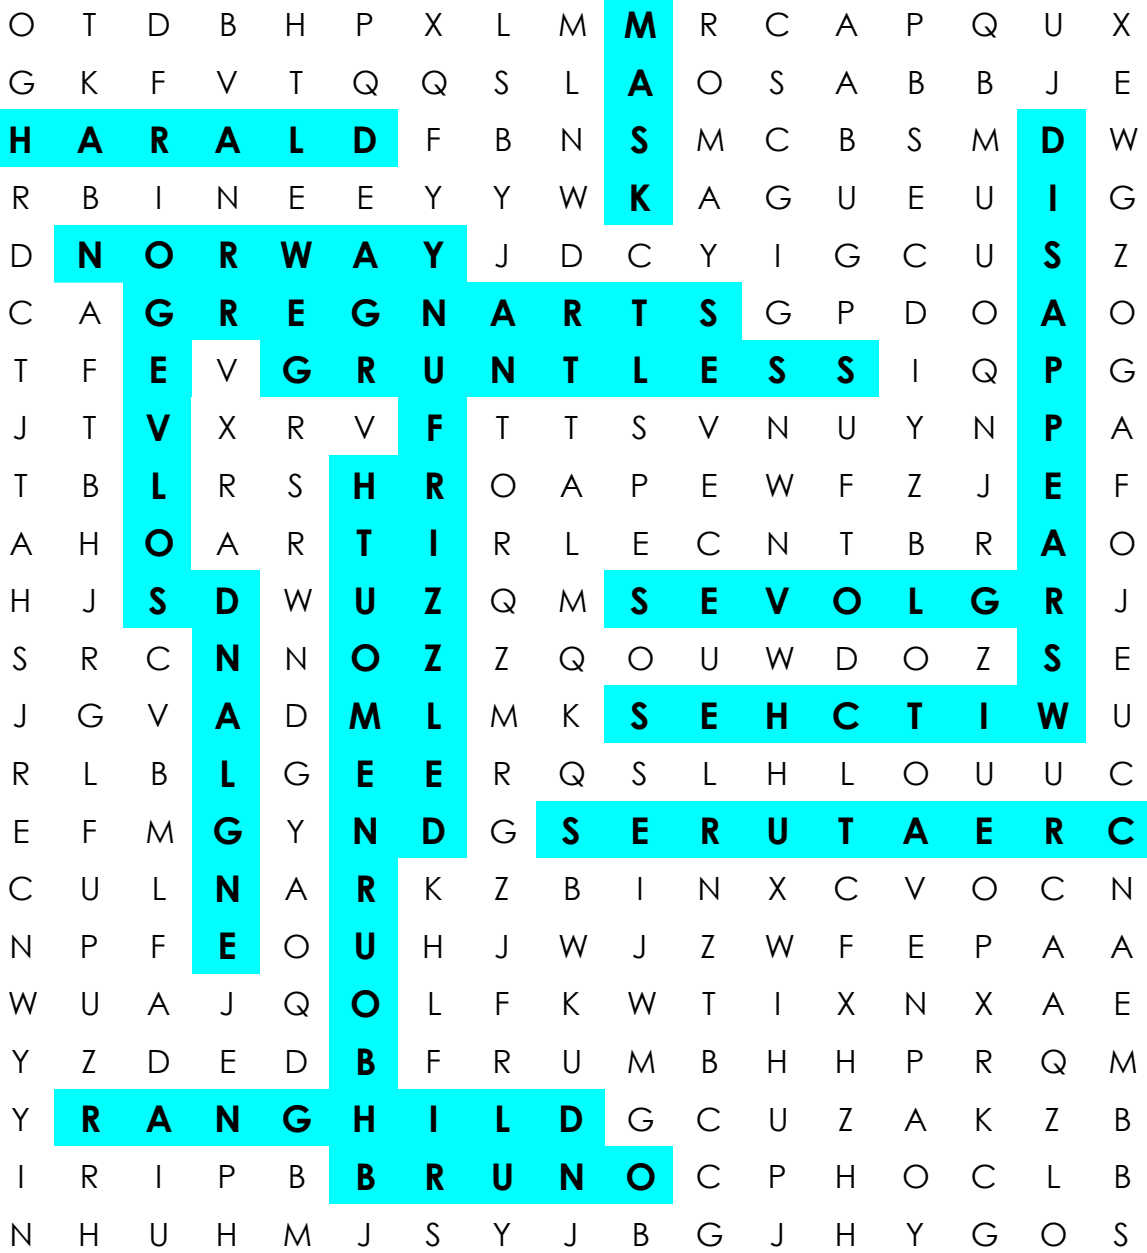 O T D B H P X L M M R C A P Q U X
G K F V T Q Q S L A O S A B B J E
H A R A L D F B N S M C B S M D W
R B I N E E Y Y W K A G U E U I G
D N O R W A Y J D C Y I G C U S Z
C A G R E G N A R T S G P D O A O
T F E V G R U N T L E S S I Q P G
J T V X R V F T T S V N U Y N P A
T B L R S H R O A P E W F Z J E F
A H O A R T I R L E C N T B R A O
H J S D W U Z Q M S E V O L G R J
S R C N N O Z Z Q O U W D O Z S E
J G V A D M L M K S E H C T I W U
R L B L G E E R Q S L H L O U U C
E F M G Y N D G S E R U T A E R C
C U L N A R K Z B I N X C V O C N
N P F E O U H J W J Z W F E P A A
W U A J Q O L F K W T I X N X A E
Y Z D E D B F R U M B H H P R Q M
Y R A N G H I L D G C U Z A K Z B
I R I P B B R U N O C P H O C L B
N H U H M J S Y J B G J H Y G O S